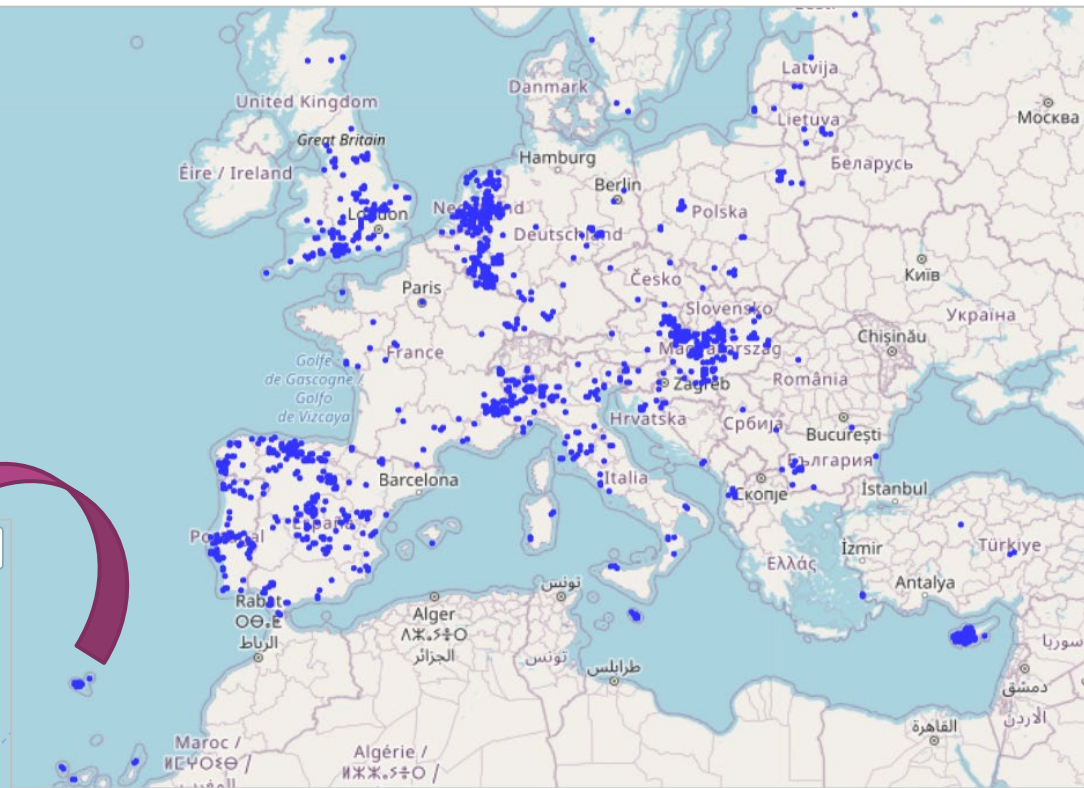 Latvija
Danmark
United Kingdom
Москва
Lietuva
Great Britain
Hamburg
Беларусь
Éire / Ireland
Berlin
London
Polska
Deutschland
Česko
Київ
Paris
Slovensko
Україна
Chișinău
Magyarország
France
Golfe
de Gascogne /
Golfo
de Vizcaya
Zagreb
România
Hrvatska
Србија
București
България
Barcelona
Italia
Скопје
İstanbul
España
Portugal
İzmir
Türkiye
Ελλάς
Antalya
تونس
Rabat
ⵔⴱⴰⵟ
الرباط
Alger
الجزائر
تونس
طرابلس
سوريا
دمشق
الأردن
القاهرة
Maroc /
Algérie /